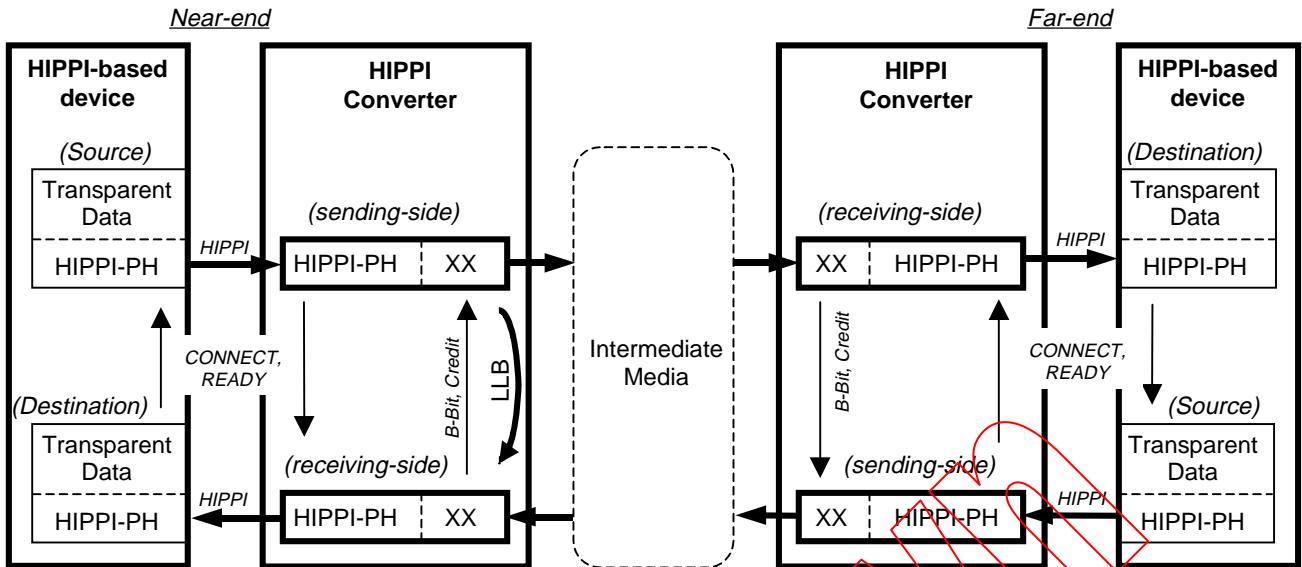 Near-end
Far-end
HIPPI-based
device
HIPPI
Converter
HIPPI
Converter
HIPPI-based
device
(Source)
Transparent
Data
HIPPI-PH
HIPPI
(sending-side)
HIPPI-PH
XX
(receiving-side)
XX
HIPPI-PH
HIPPI
(Destination)
Transparent
Data
HIPPI-PH
CONNECT,
READY
B-Bit, Credit
LLB
Intermediate
Media
B-Bit, Credit
CONNECT,
READY
(Destination)
Transparent
Data
HIPPI-PH
HIPPI
(receiving-side)
HIPPI-PH
XX
(sending-side)
XX
HIPPI-PH
HIPPI
(Source)
Transparent
Data
HIPPI-PH